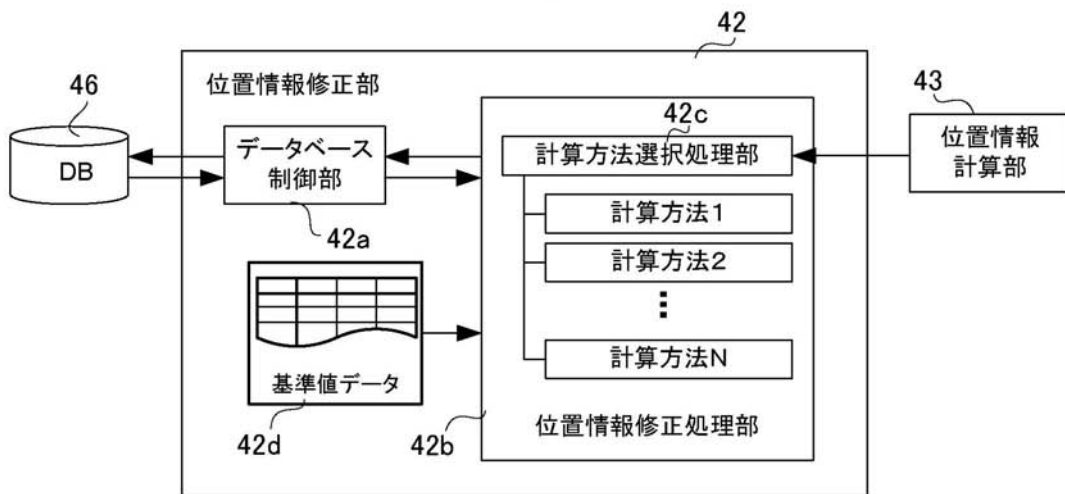 42
位置情報修正部
46
DB
データベース
制御部
42a
42c
計算方法選択処理部
計算方法1
計算方法2
計算方法N
43
位置情報
計算部
基準値データ
42d
42b
位置情報修正処理部